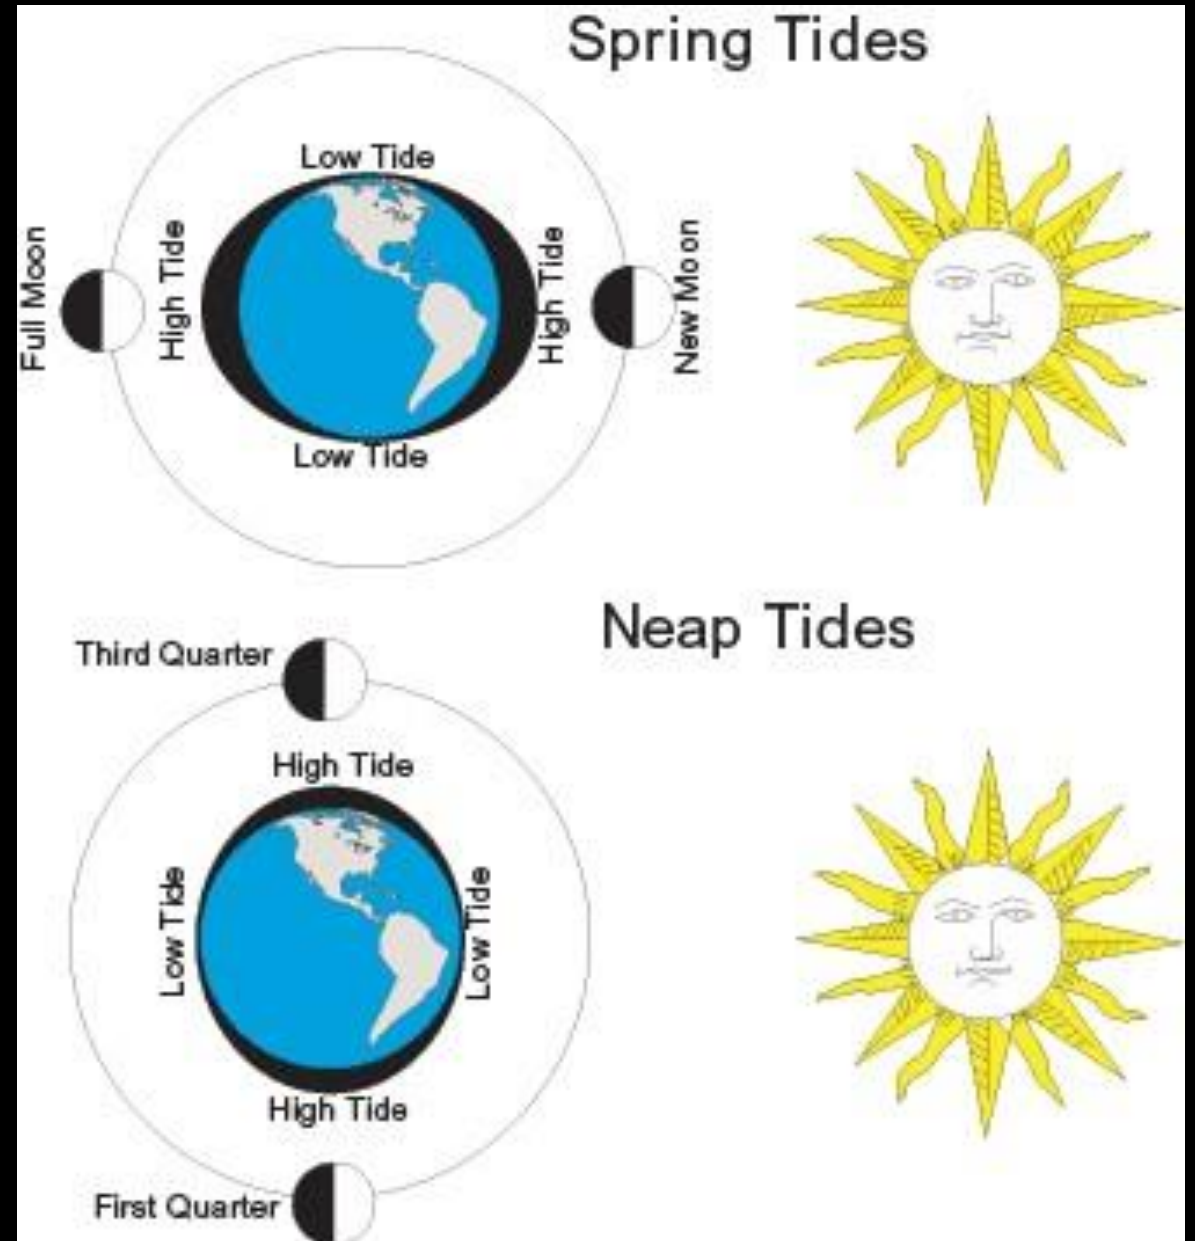 Spring Tides
Low Tide
Full Moon
High Tide
High Tide
New Moon
Low Tide
Neap Tides
Third Quarter
High Tide
Low Tide
Low Tide
High Tide
First Quarter